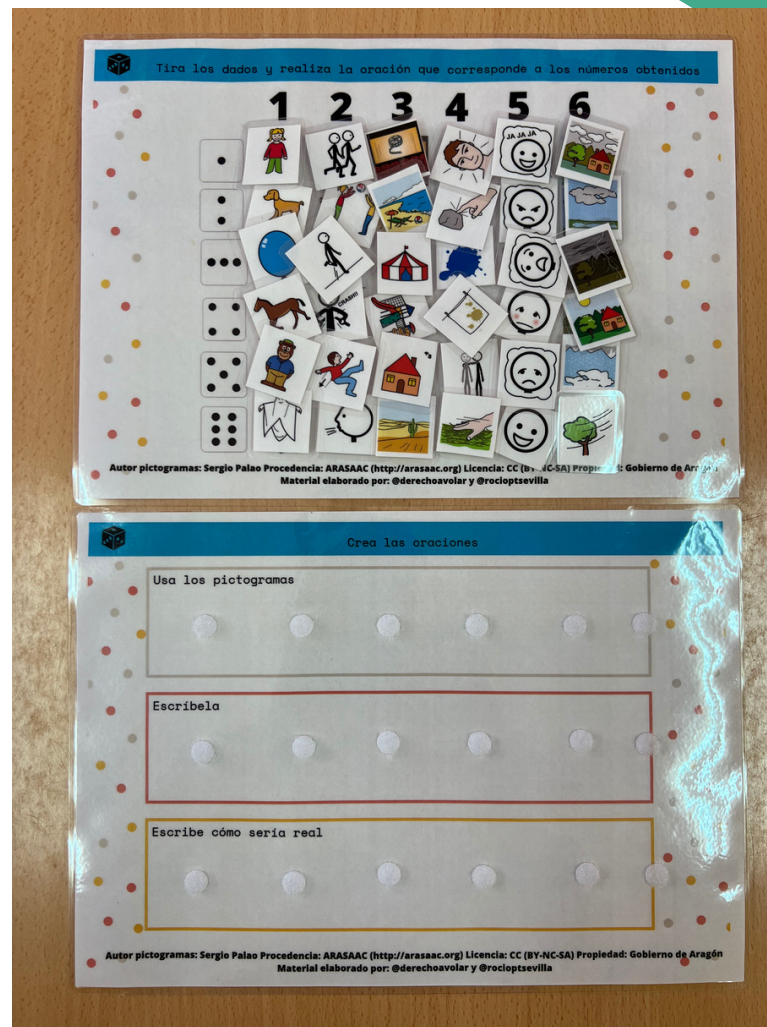 Tira los dados y realiza la oración que corresponde a los números obtenidos
1 2 3 4 5 6
JA JA JA
CRASH!!
Autor pictogramas: Sergio Palao Procedencia: ARASAAC (http://arasaac.org) Licencia: CC (BY-NC-SA) Propiedad: Gobierno de Aragón
Material elaborado por: @derechoavolar y @rocioptsevilla
Crea las oraciones
Usa los pictogramas
Escríbela
Escribe cómo sería real
Autor pictogramas: Sergio Palao Procedencia: ARASAAC (http://arasaac.org) Licencia: CC (BY-NC-SA) Propiedad: Gobierno de Aragón
Material elaborado por: @derechoavolar y @rocioptsevilla